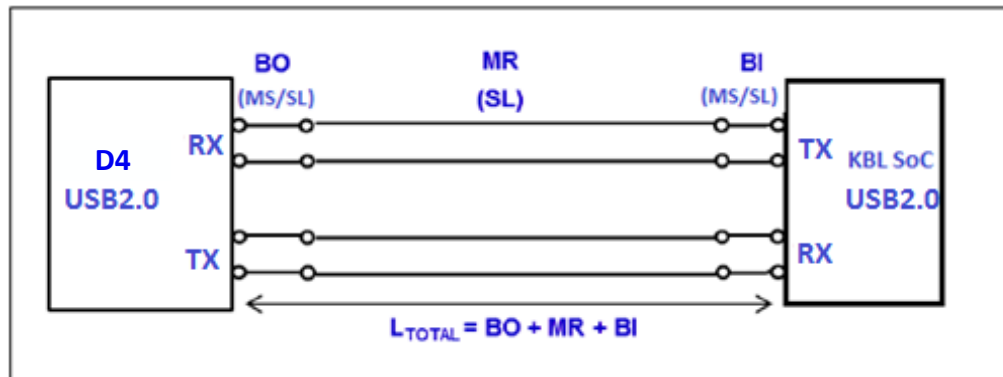 BO MR BI
(MS/SL) (SL) (MS/SL)
RX TX
D4 KBL SoC
USB2.0 USB2.0
TX RX
LTOTAL = BO + MR + BI